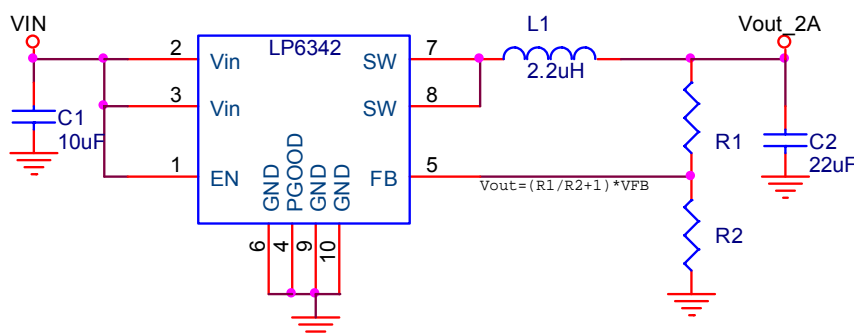 VIN
Vout_2A
LP6342
L1
2.2uH
2
Vin
SW
7
3
Vin
SW
8
C1
10uF
R1
C2
22uF
1
EN
FB
5
Vout=(R1/R2+1)*VFB
GND
PGOOD
GND
GND
6
4
9
10
R2